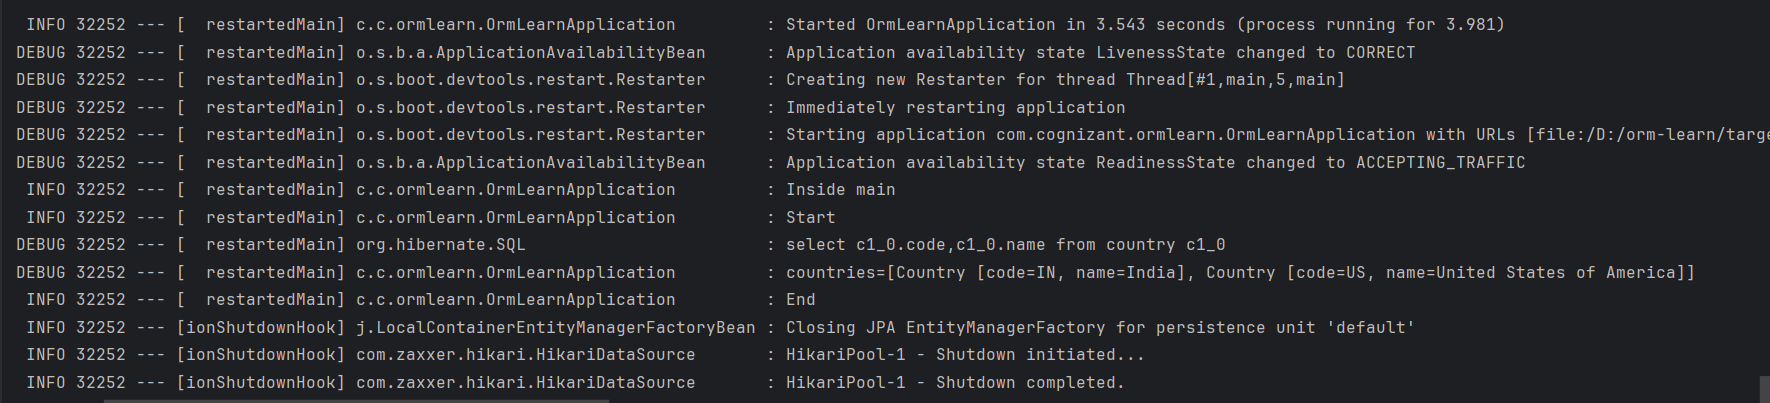 INFO 32252 --- [  restartedMain] c.c.ormlearn.OrmLearnApplication         : Started OrmLearnApplication in 3.543 seconds (process running for 3.981)
DEBUG 32252 --- [  restartedMain] o.s.b.a.ApplicationAvailabilityBean      : Application availability state LivenessState changed to CORRECT
DEBUG 32252 --- [  restartedMain] o.s.boot.devtools.restart.Restarter      : Creating new Restarter for thread Thread[#1,main,5,main]
DEBUG 32252 --- [  restartedMain] o.s.boot.devtools.restart.Restarter      : Immediately restarting application
DEBUG 32252 --- [  restartedMain] o.s.boot.devtools.restart.Restarter      : Starting application com.cognizant.ormlearn.OrmLearnApplication with URLs [file:/D:/orm-learn/targe
DEBUG 32252 --- [  restartedMain] o.s.b.a.ApplicationAvailabilityBean      : Application availability state ReadinessState changed to ACCEPTING_TRAFFIC
INFO 32252 --- [  restartedMain] c.c.ormlearn.OrmLearnApplication         : Inside main
INFO 32252 --- [  restartedMain] c.c.ormlearn.OrmLearnApplication         : Start
DEBUG 32252 --- [  restartedMain] org.hibernate.SQL                        : select c1_0.code,c1_0.name from country c1_0
DEBUG 32252 --- [  restartedMain] c.c.ormlearn.OrmLearnApplication         : countries=[Country [code=IN, name=India], Country [code=US, name=United States of America]]
INFO 32252 --- [  restartedMain] c.c.ormlearn.OrmLearnApplication         : End
INFO 32252 --- [ionShutdownHook] j.LocalContainerEntityManagerFactoryBean : Closing JPA EntityManagerFactory for persistence unit 'default'
INFO 32252 --- [ionShutdownHook] com.zaxxer.hikari.HikariDataSource       : HikariPool-1 - Shutdown initiated...
INFO 32252 --- [ionShutdownHook] com.zaxxer.hikari.HikariDataSource       : HikariPool-1 - Shutdown completed.